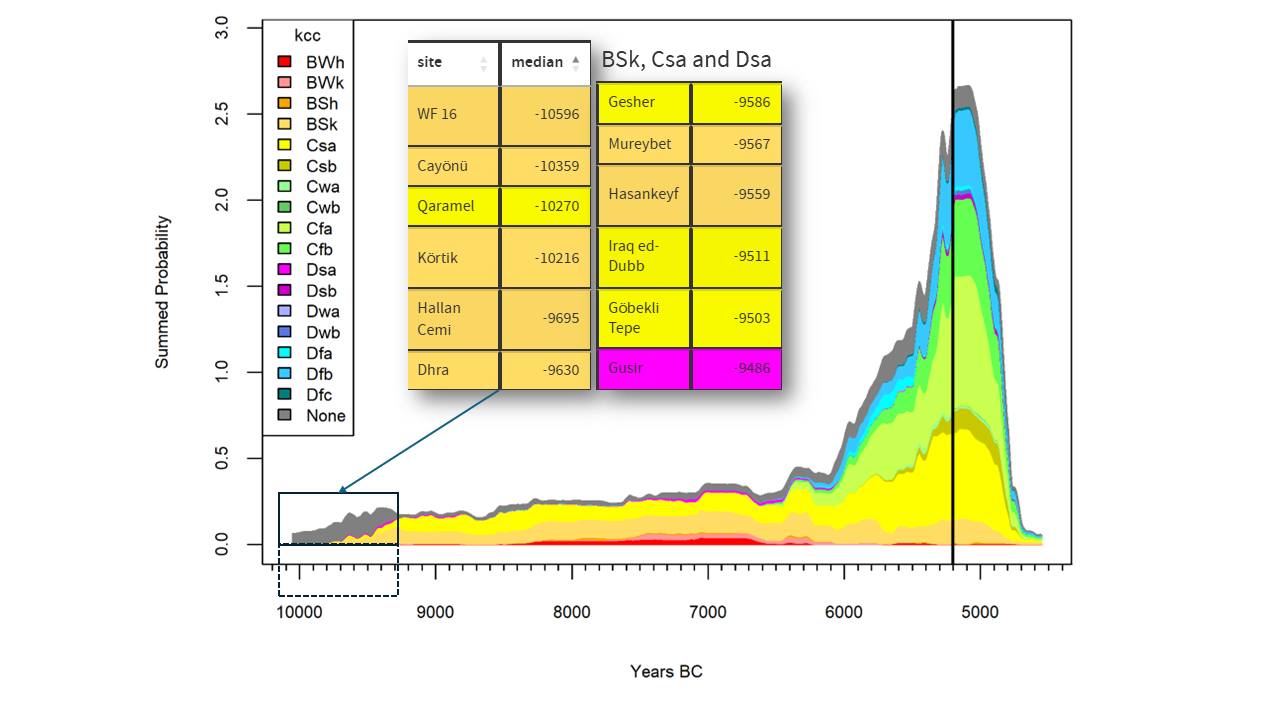 3.0
2.5
2.0
1.5
1.0
0.5
0.0
Summed Probability
kcc
BWh
BWk
BSh
BSk
Csa
Csb
Cwa
Cwb
Cfa
Cfb
Dsa
Dsb
Dwa
Dwb
Dfa
Dfb
Dfc
None
site median
WF 16 -10596
Cayönü -10359
Qaramel -10270
Körtik -10216
Hallan
Cemi -9695
Dhra -9630
BSk, Csa and Dsa
Gesher -9586
Mureybet -9567
Hasankeyf -9559
Iraq ed-
Dubb -9511
Göbekli
Tepe -9503
Gusir -9486
10000 9000 8000 7000 6000 5000
Years BC